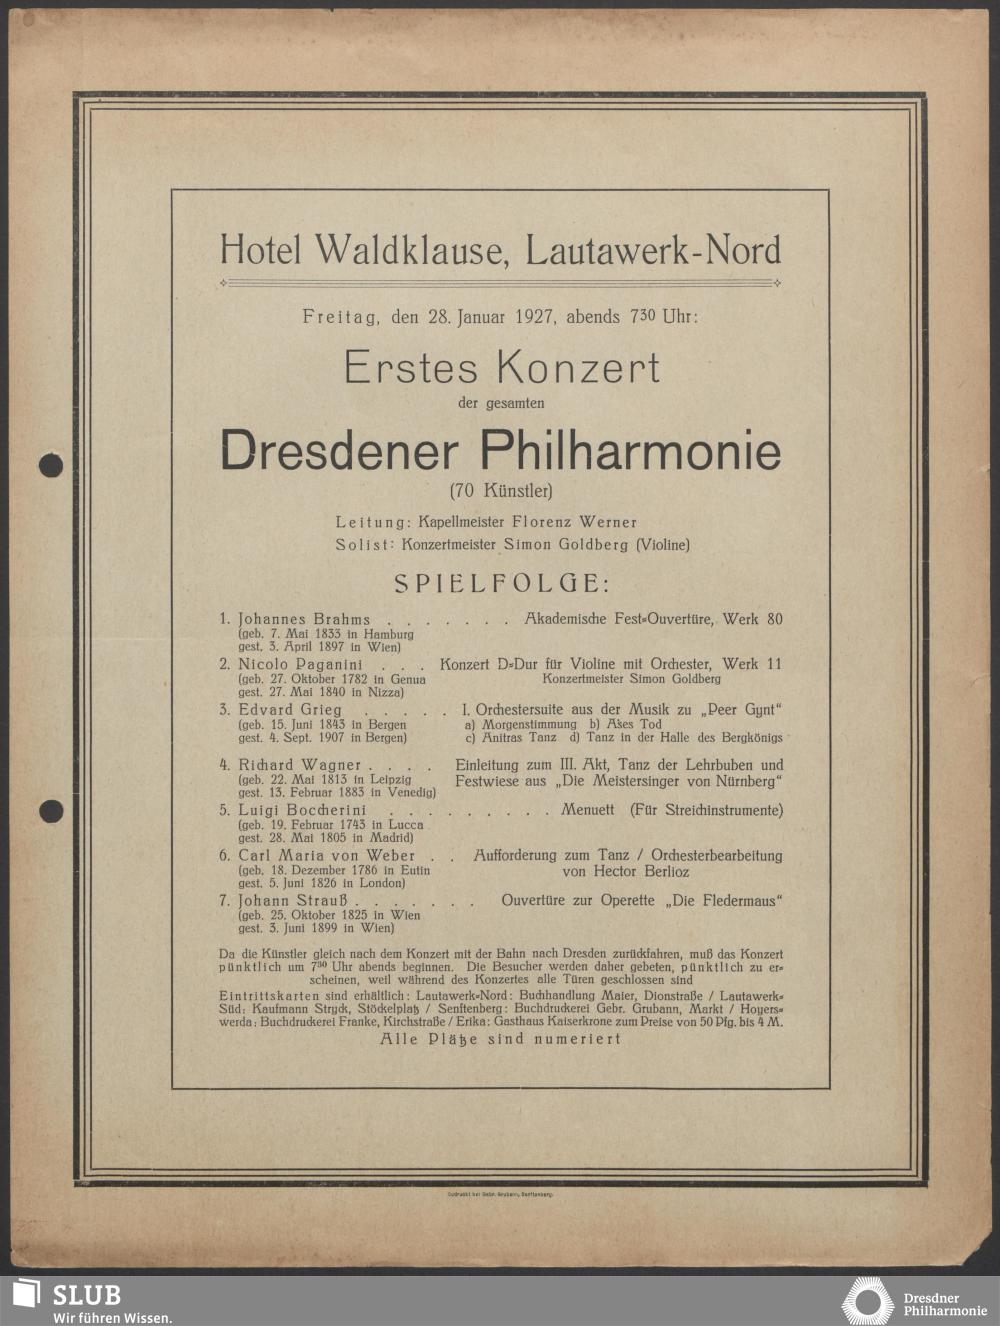 Hotel Waldklause, Lautawerk-Nord
Freitag, den 28. Januar 1927, abends 7³⁰ Uhr:
Erstes Konzert
der gesamten
Dresdener Philharmonie
(70 Künstler)
Leitung: Kapellmeister Florenz Werner
Solist: Konzertmeister Simon Goldberg (Violine)
SPIELFOLGE:
1. Johannes Brahms . . . . . . . Akademische Fest=Ouvertüre, Werk 80
(geb. 7. Mai 1833 in Hamburg
gest. 3. April 1897 in Wien)
2. Nicolo Paganini . . . Konzert D=Dur für Violine mit Orchester, Werk 11
(geb. 27. Oktober 1782 in Genua Konzertmeister Simon Goldberg
gest. 27. Mai 1840 in Nizza)
3. Edvard Grieg . . . . . I. Orchestersuite aus der Musik zu „Peer Gynt“
(geb. 15. Juni 1843 in Bergen a) Morgenstimmung b) Ases Tod
gest. 4. Sept. 1907 in Bergen) c) Anitras Tanz d) Tanz in der Halle des Bergkönigs
4. Richard Wagner . . . . Einleitung zum III. Akt, Tanz der Lehrbuben und
(geb. 22. Mai 1813 in Leipzig Festwiese aus „Die Meistersinger von Nürnberg“
gest. 13. Februar 1883 in Venedig)
5. Luigi Boccherini . . . . . . . . . Menuett (Für Streichinstrumente)
(geb. 19. Februar 1743 in Lucca
gest. 28. Mai 1805 in Madrid)
6. Carl Maria von Weber . . Aufforderung zum Tanz / Orchesterbearbeitung
(geb. 18. Dezember 1786 in Eutin von Hector Berlioz
gest. 5. Juni 1826 in London)
7. Johann Strauß . . . . . . . Ouvertüre zur Operette „Die Fledermaus“
(geb. 25. Oktober 1825 in Wien
gest. 3. Juni 1899 in Wien)
Da die Künstler gleich nach dem Konzert mit der Bahn nach Dresden zurückfahren, muß das Konzert
pünktlich um 7³⁰ Uhr abends beginnen. Die Besucher werden daher gebeten, pünktlich zu er=
scheinen, weil während des Konzertes alle Türen geschlossen sind
Eintrittskarten sind erhältlich: Lautawerk=Nord: Buchhandlung Maier, Dionstraße / Lautawerk=
Süd: Kaufmann Stryck, Stöckelplatz / Senftenberg: Buchdruckerei Gebr. Grubann, Markt / Hoyers=
werda: Buchdruckerei Franke, Kirchstraße / Erika: Gasthaus Kaiserkrone zum Preise von 50 Pfg. bis 4 M.
Alle Plätze sind numeriert
Gedruckt bei Gebr. Grubann, Senftenberg.
SLUB
Wir führen Wissen.
Dresdner
Philharmonie